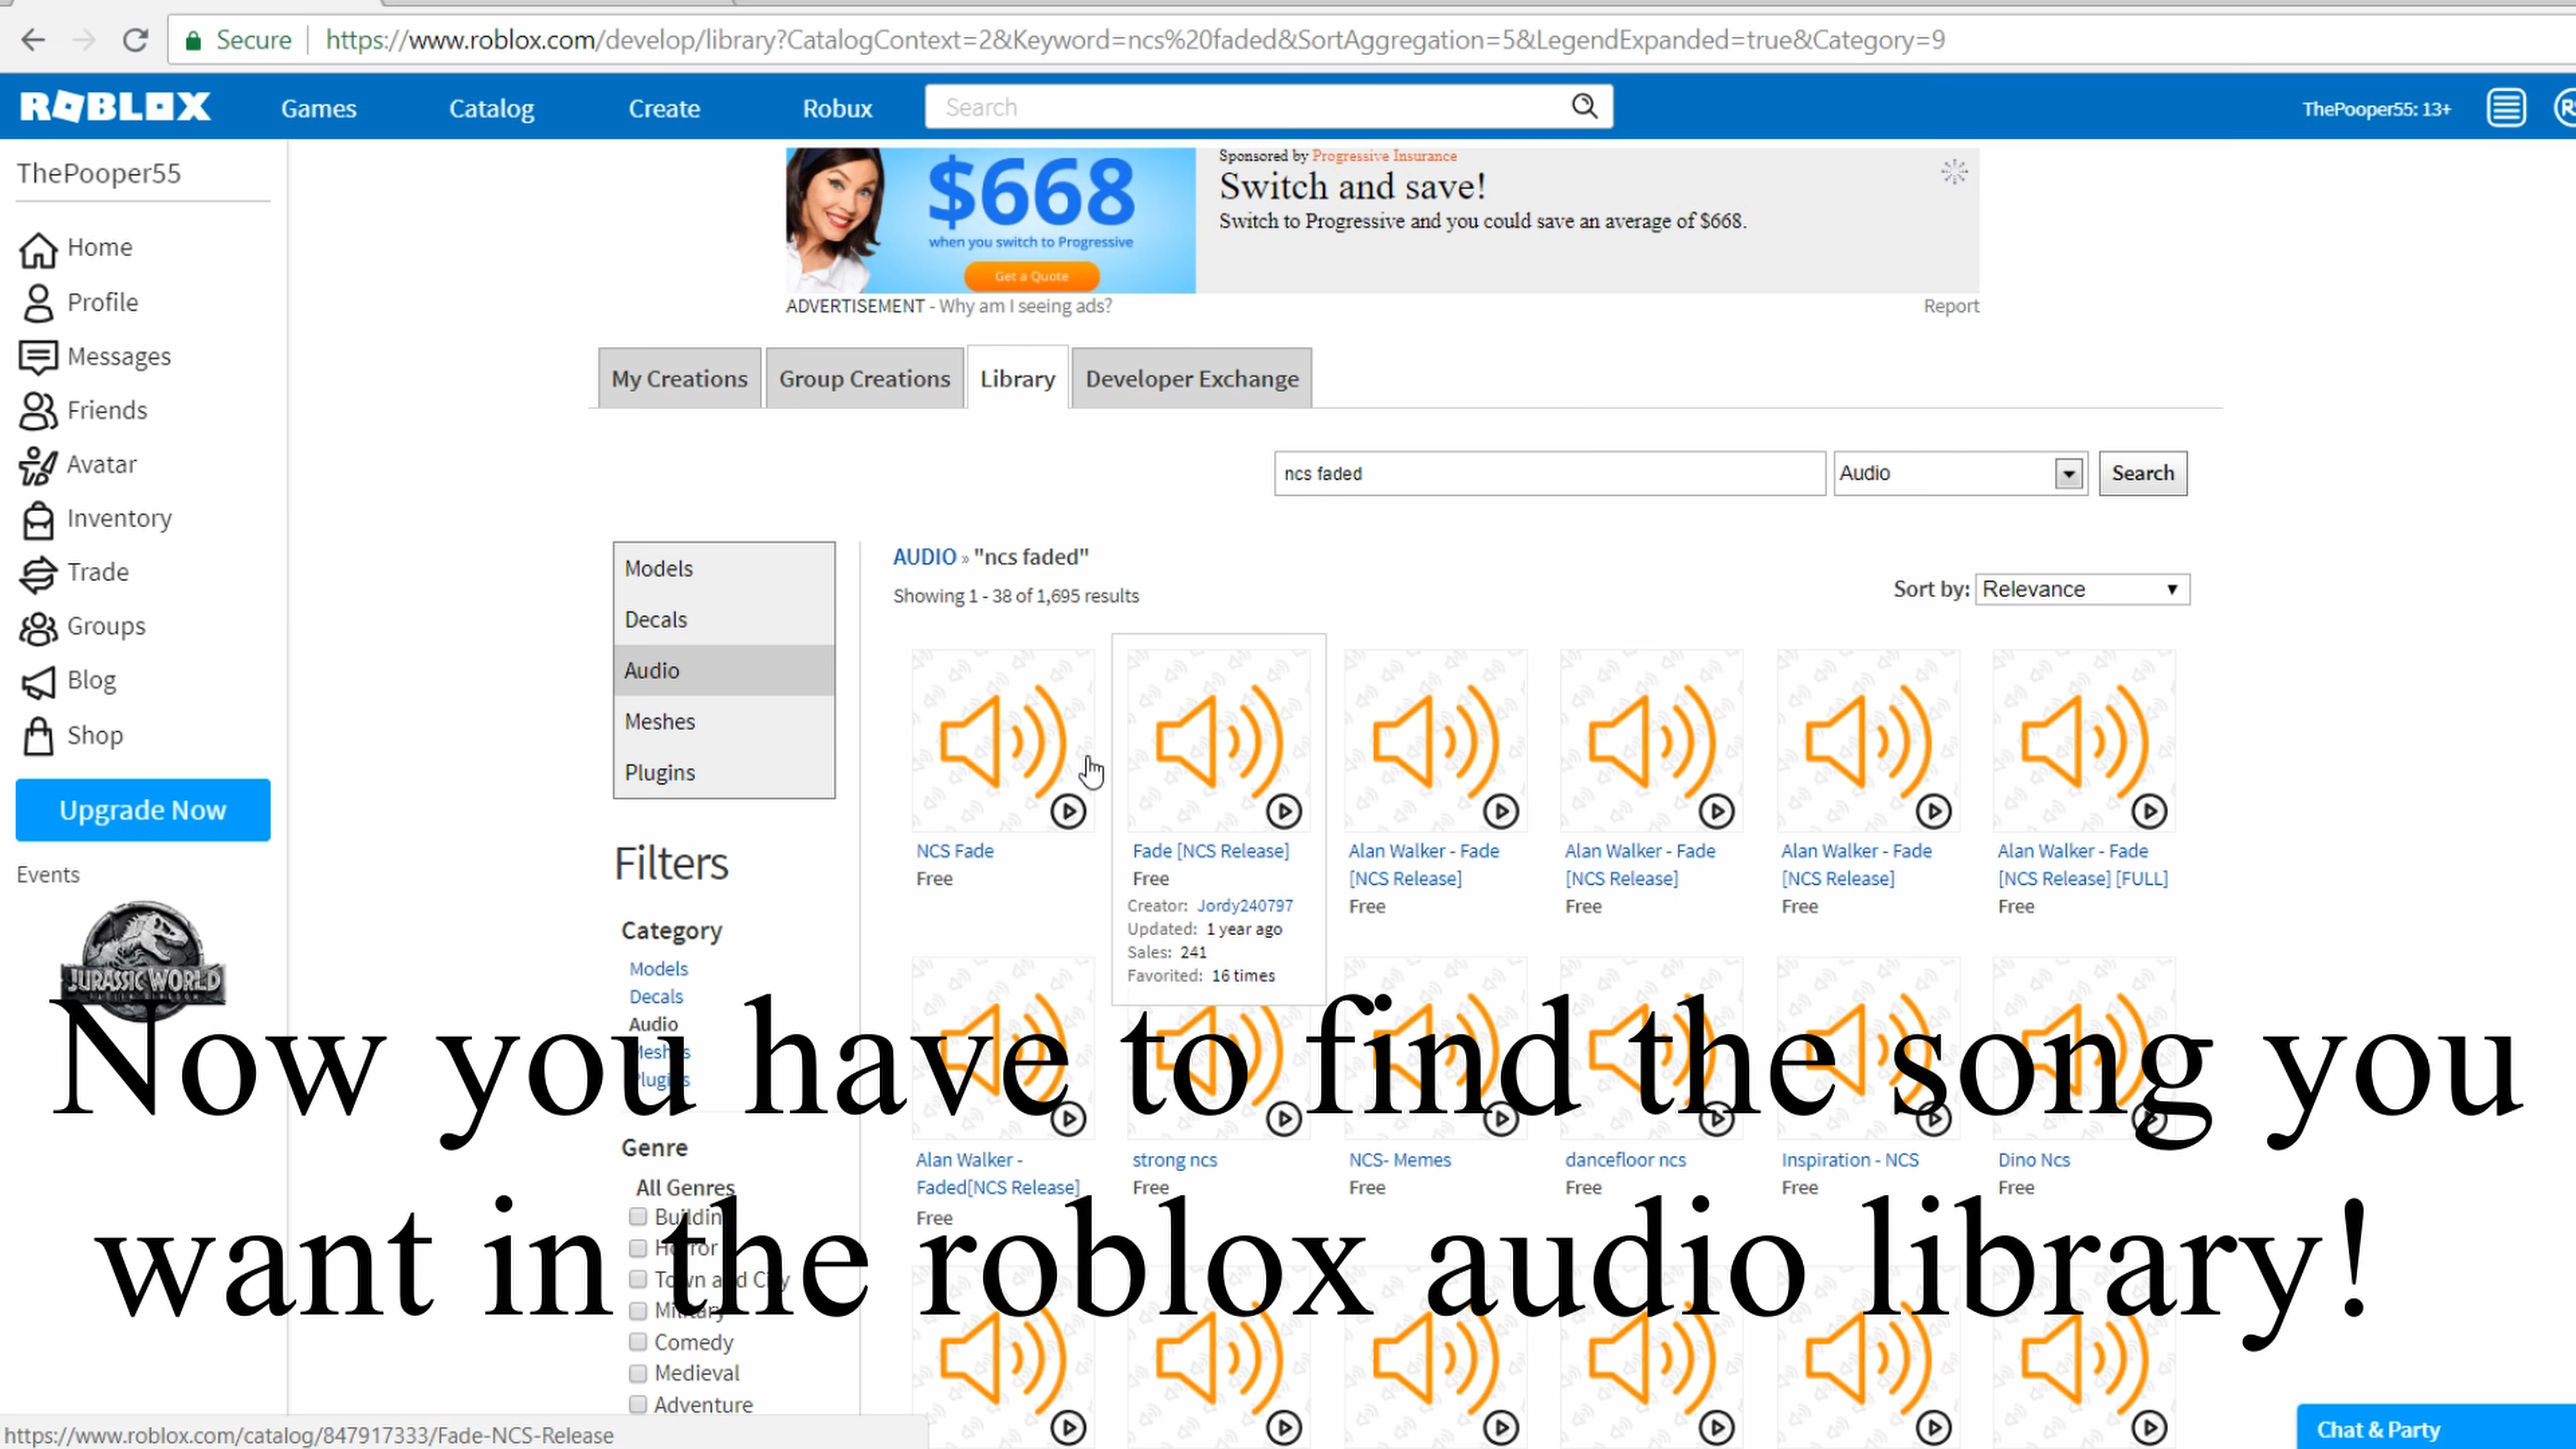 Secure
https://www.roblox.com/develop/library?CatalogContext=2&Keyword=ncs%20faded&SortAggregation=5&LegendExpanded=true&Category=9
ROBLOX
Games
Catalog
Create
Robux
Search
ThePooper55: 13+
ThePooper55
Home
Profile
Messages
Friends
Avatar
Inventory
Trade
Groups
Blog
Shop
Upgrade Now
Events
JURASSIC WORLD
$668
when you switch to Progressive
Get a Quote
Sponsored by Progressive Insurance
Switch and save!
Switch to Progressive and you could save an average of $668.
ADVERTISEMENT - Why am I seeing ads?
Report
My Creations
Group Creations
Library
Developer Exchange
ncs faded
Audio
Search
Models
Decals
Audio
Meshes
Plugins
Filters
Category
Models
Decals
Audio
Meshes
Plugins
Genre
All Genres
Building
Horror
Town and City
Military
Comedy
Medieval
Adventure
AUDIO » "ncs faded"
Showing 1 - 38 of 1,695 results
Sort by: Relevance
NCS Fade
Free
Fade [NCS Release]
Free
Creator: Jordy240797
Updated: 1 year ago
Sales: 241
Favorited: 16 times
Alan Walker - Fade
[NCS Release]
Free
Alan Walker - Fade
[NCS Release]
Free
Alan Walker - Fade
[NCS Release]
Free
Alan Walker - Fade
[NCS Release] [FULL]
Free
Alan Walker -
Faded[NCS Release]
Free
strong ncs
Free
NCS- Memes
Free
dancefloor ncs
Free
Inspiration - NCS
Free
Dino Ncs
Free
Now you have to find the song you
want in the roblox audio library!
https://www.roblox.com/catalog/847917333/Fade-NCS-Release
Chat & Party